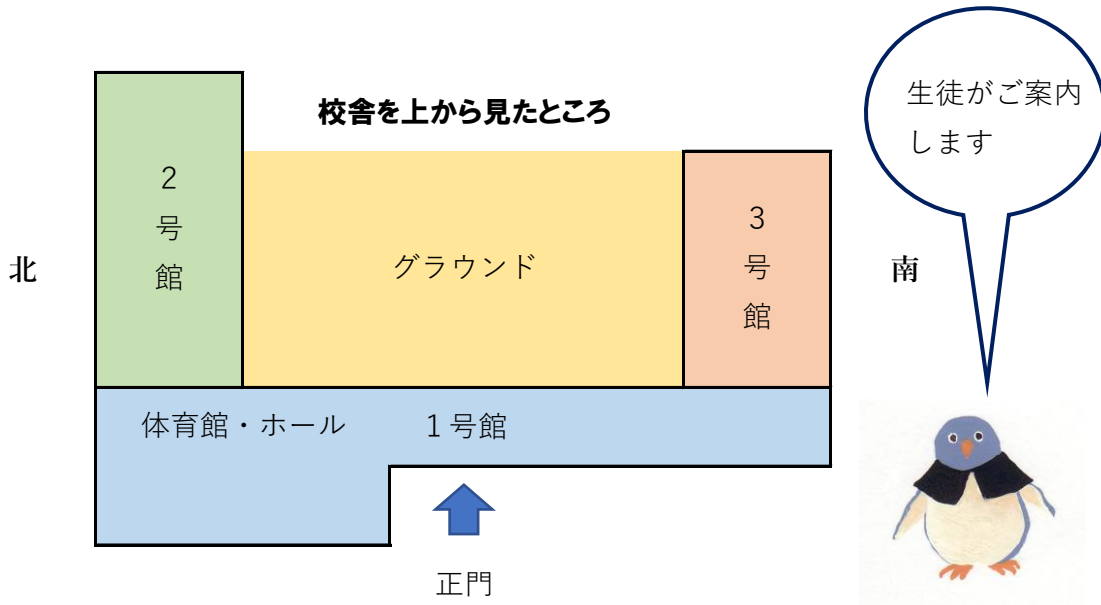 校舎を上から見たところ
生徒がご案内
します
北
２号館
グラウンド
３号館
南
体育館・ホール
１号館
正門